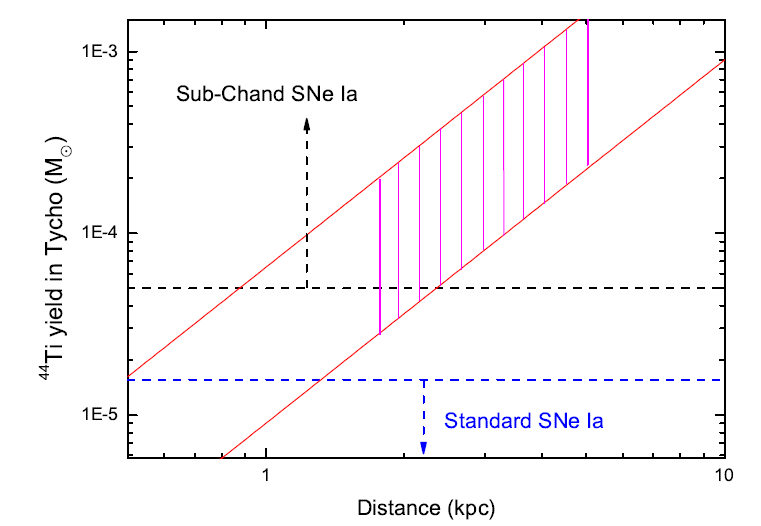 1E-3
Sub-Chand SNe Ia
⁴⁴Ti yield in Tycho (M☉)
1E-4
1E-5
Standard SNe Ia
1
10
Distance (kpc)